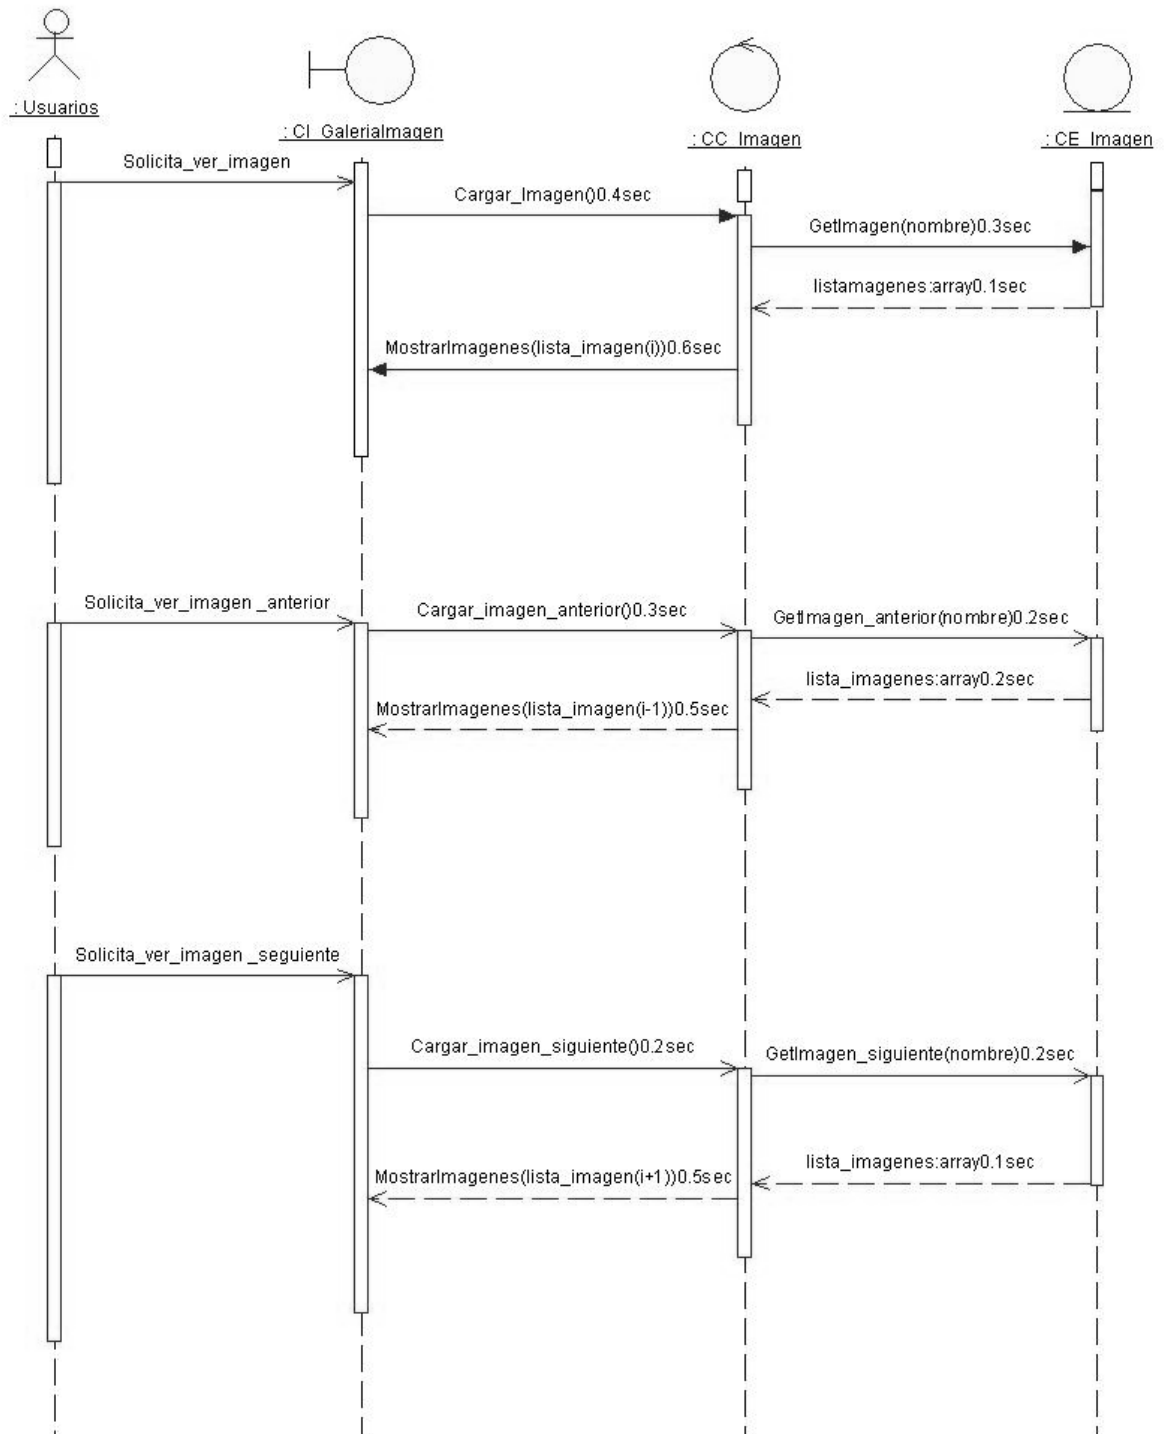 : Usuarios
: CI_GaleriaImagen
: CC_Imagen
: CE_Imagen
Solicita_ver_imagen
Cargar_Imagen()0.4sec
GetImagen(nombre)0.3sec
listamagenes:array0.1sec
MostrarImagenes(lista_imagen(i))0.6sec
Solicita_ver_imagen _anterior
Cargar_imagen_anterior()0.3sec
GetImagen_anterior(nombre)0.2sec
lista_imagenes:array0.2sec
MostrarImagenes(lista_imagen(i-1))0.5sec
Solicita_ver_imagen _seguiente
Cargar_imagen_siguiente()0.2sec
GetImagen_siguiente(nombre)0.2sec
lista_imagenes:array0.1sec
MostrarImagenes(lista_imagen(i+1))0.5sec